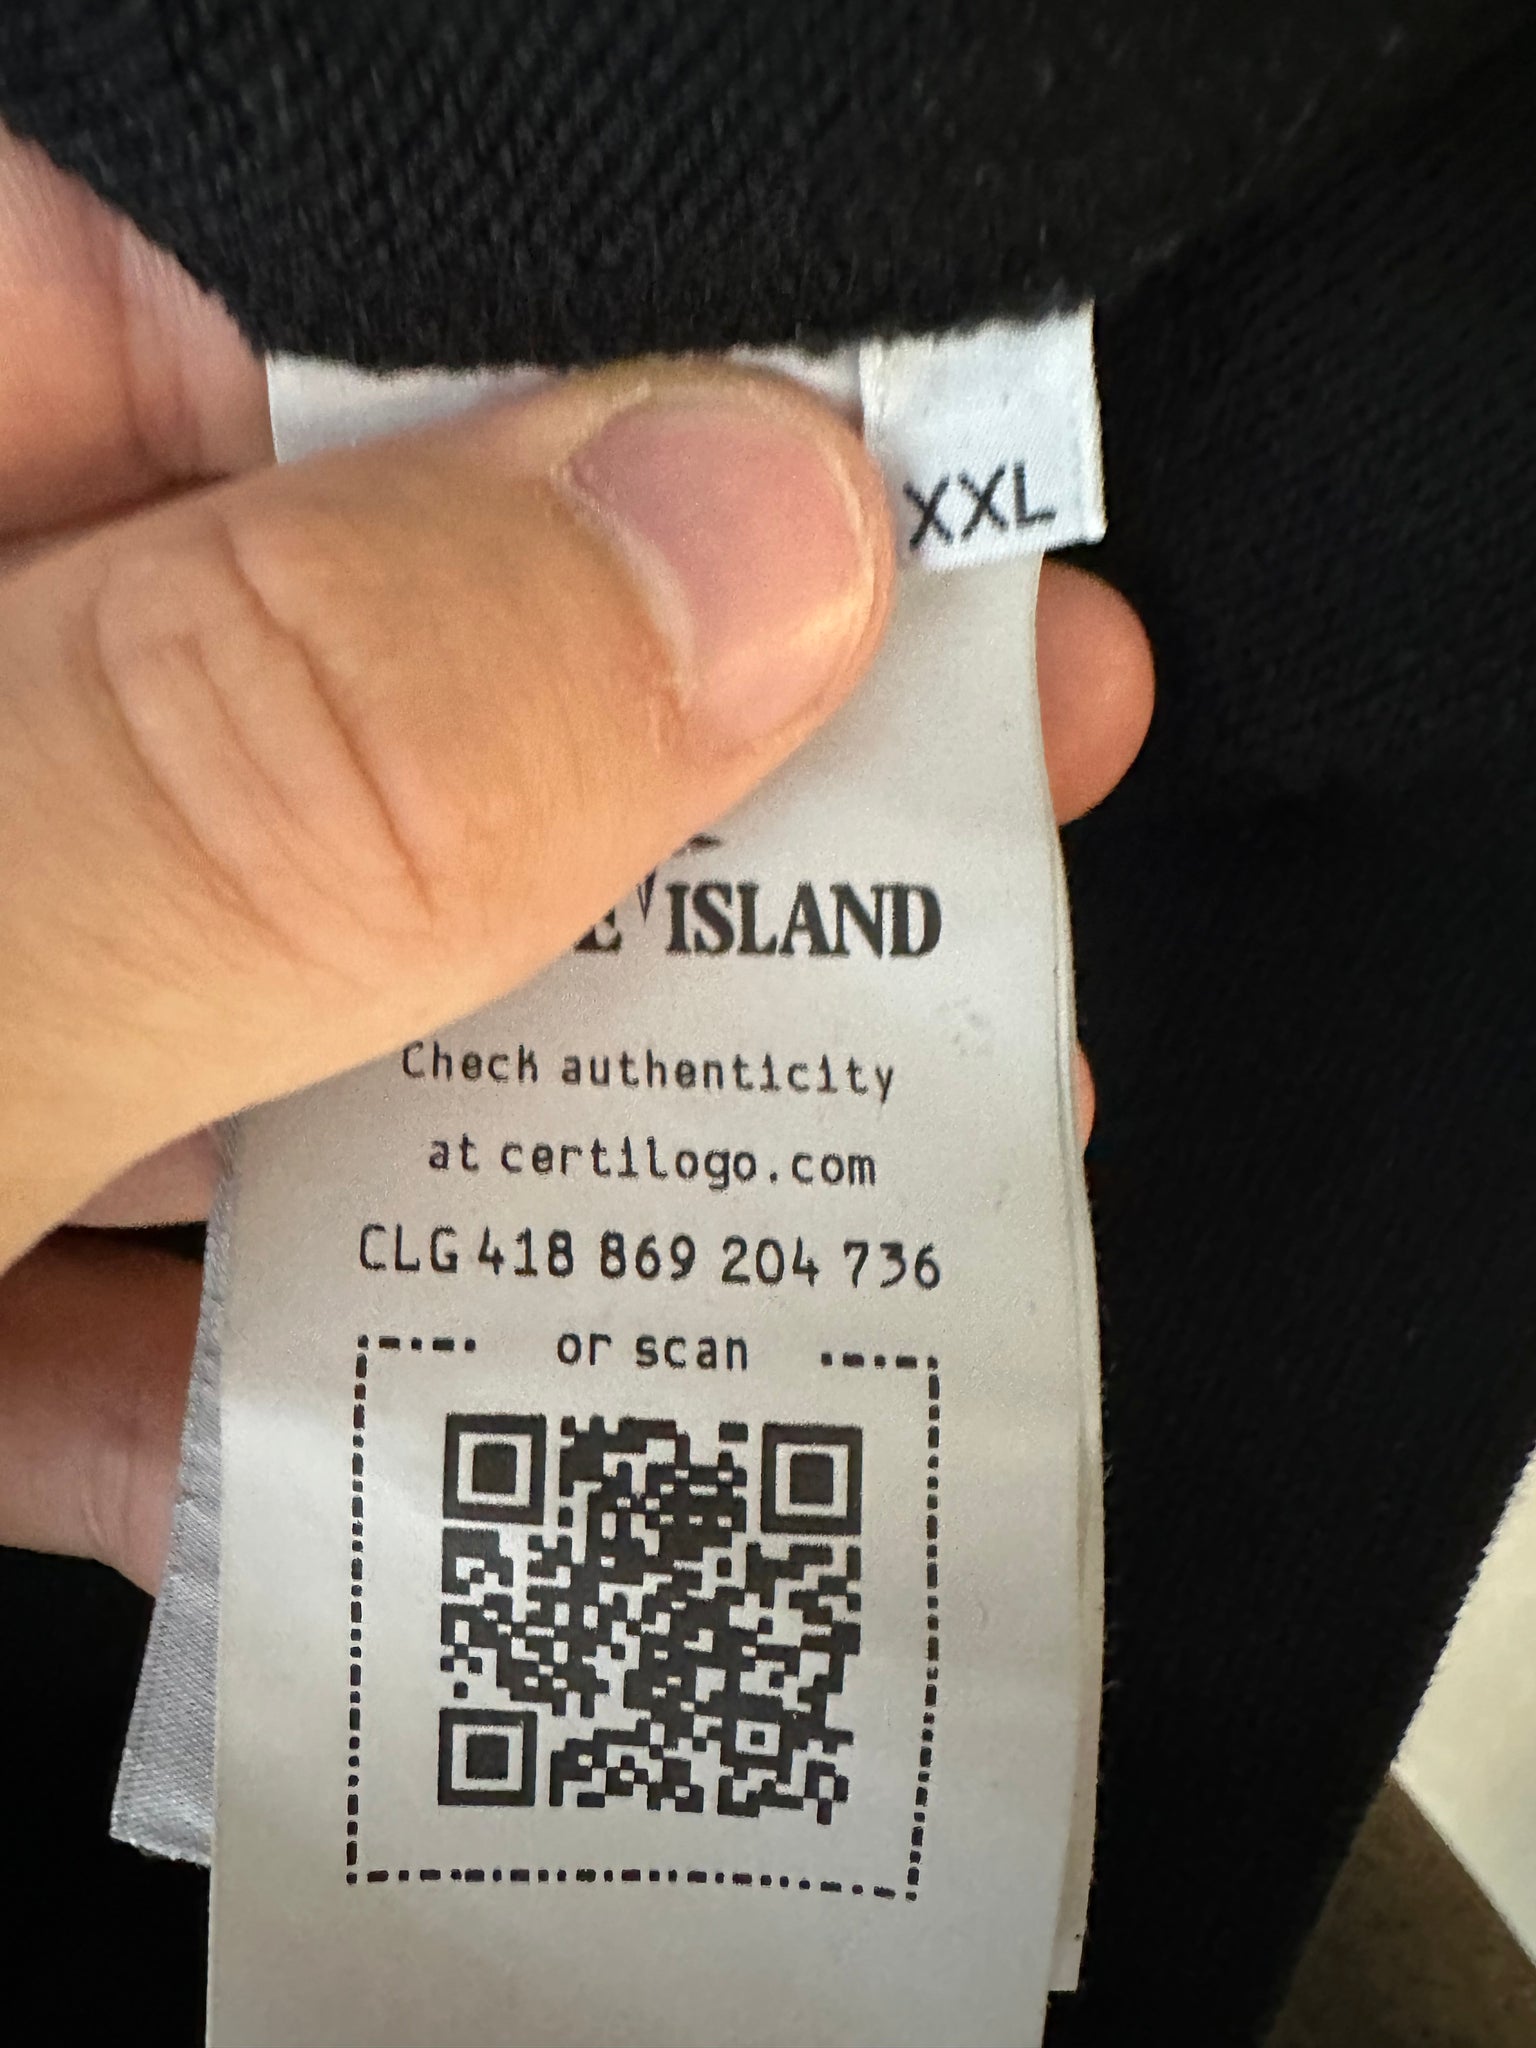 XXL
E ISLAND
Check authenticity
at certilogo.com
CLG 418 869 204 736
or scan